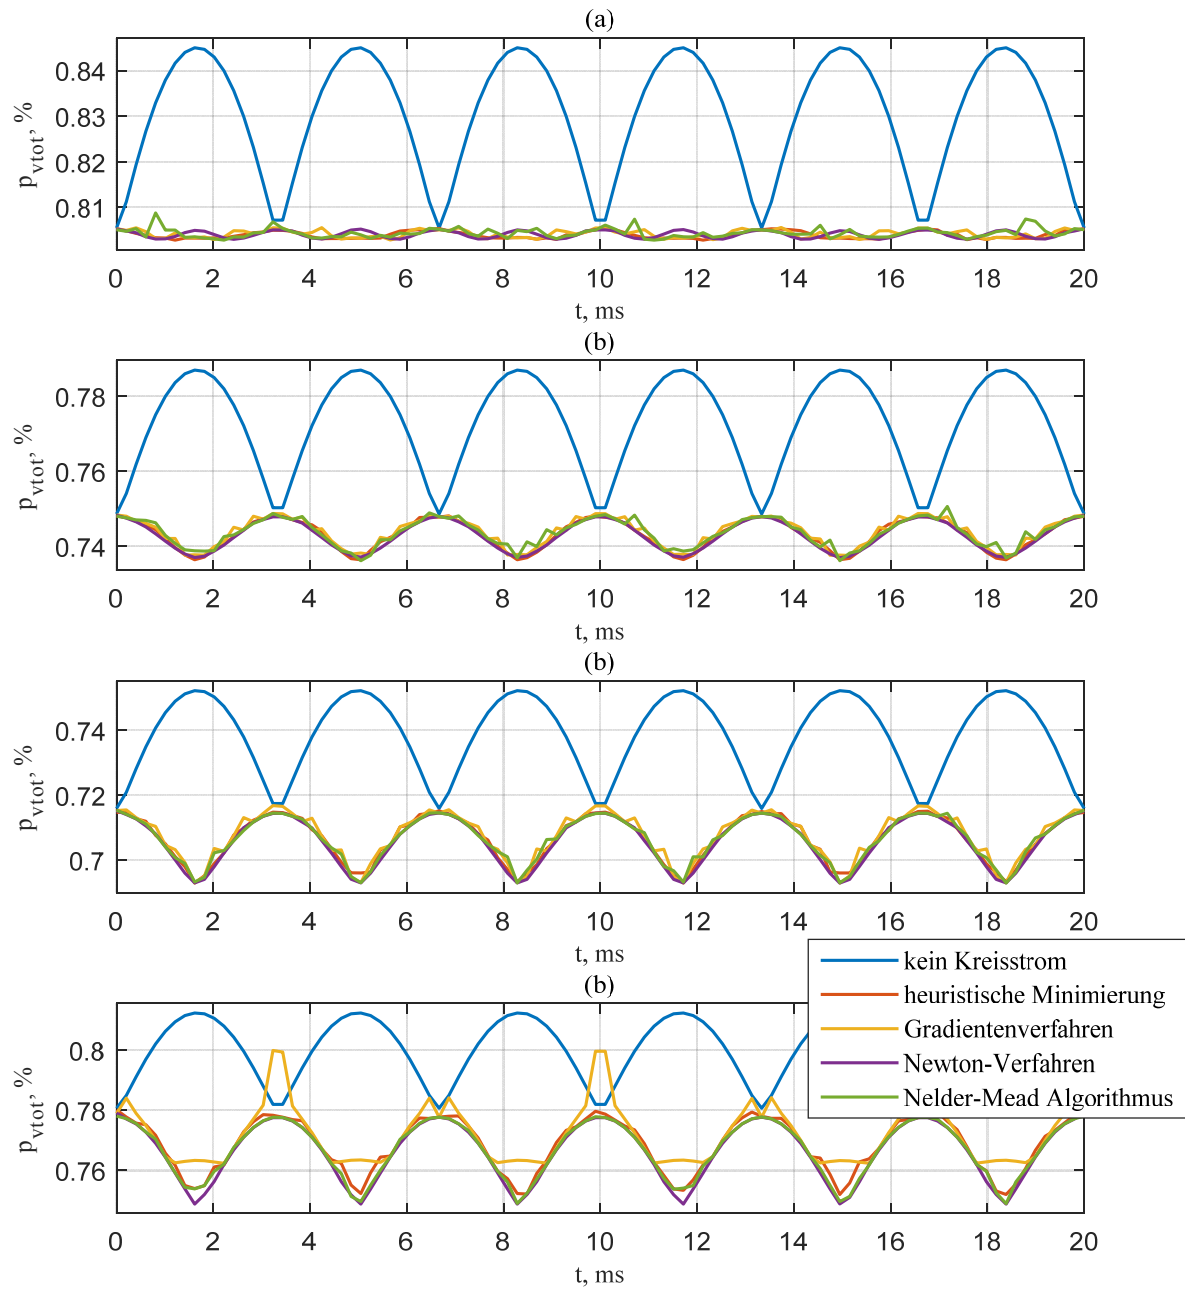 (a)
0.84
0.83
0.82
0.81
p_vtot, %
0 2 4 6 8 10 12 14 16 18 20
t, ms
(b)
0.78
0.76
0.74
p_vtot, %
0 2 4 6 8 10 12 14 16 18 20
t, ms
(b)
0.74
0.72
0.7
p_vtot, %
0 2 4 6 8 10 12 14 16 18 20
t, ms
(b)
kein Kreisstrom
heuristische Minimierung
Gradientenverfahren
Newton-Verfahren
Nelder-Mead Algorithmus
0.8
0.78
0.76
p_vtot, %
0 2 4 6 8 10 12 14 16 18 20
t, ms